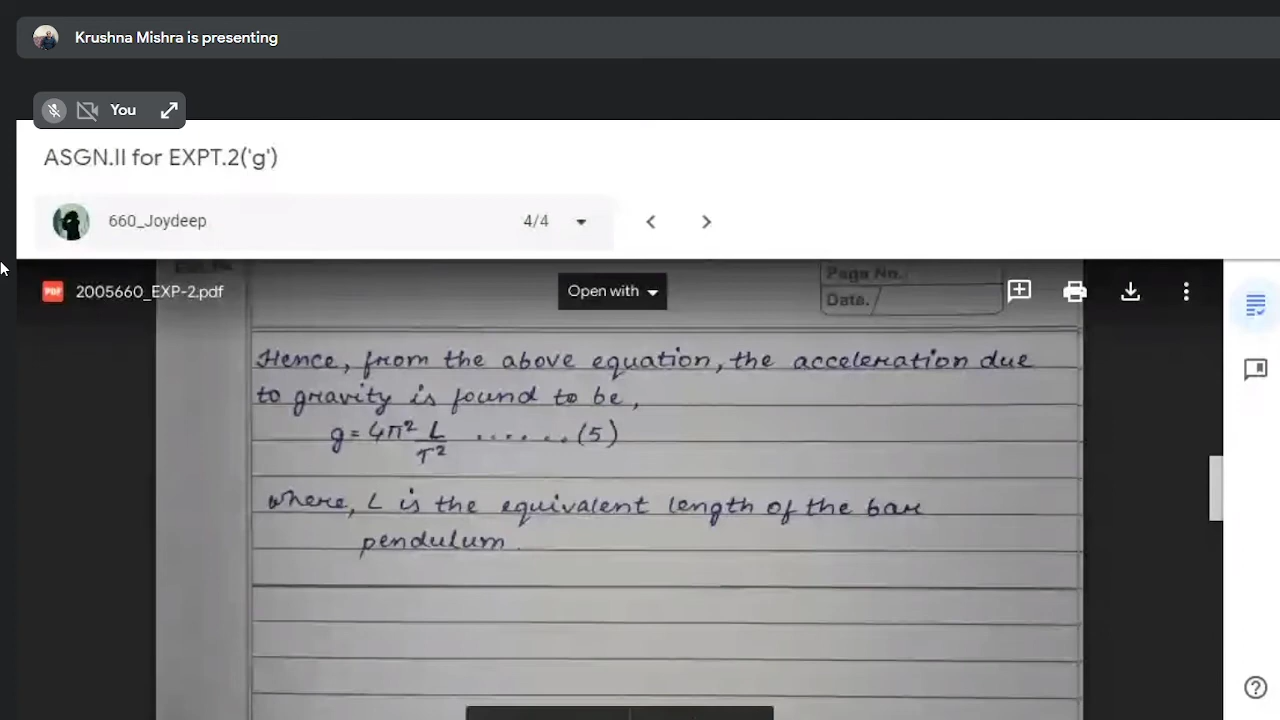 Krushna Mishra is presenting
You
ASGN.II for EXPT.2('g')
660_Joydeep 4/4
2005660_EXP-2.pdf
Open with
Page No.:
Date.
Hence, from the above equation, the acceleration due
to gravity is found to be,
g = 4π² L/T² ........(5)
where, L is the equivalent length of the bar
pendulum.